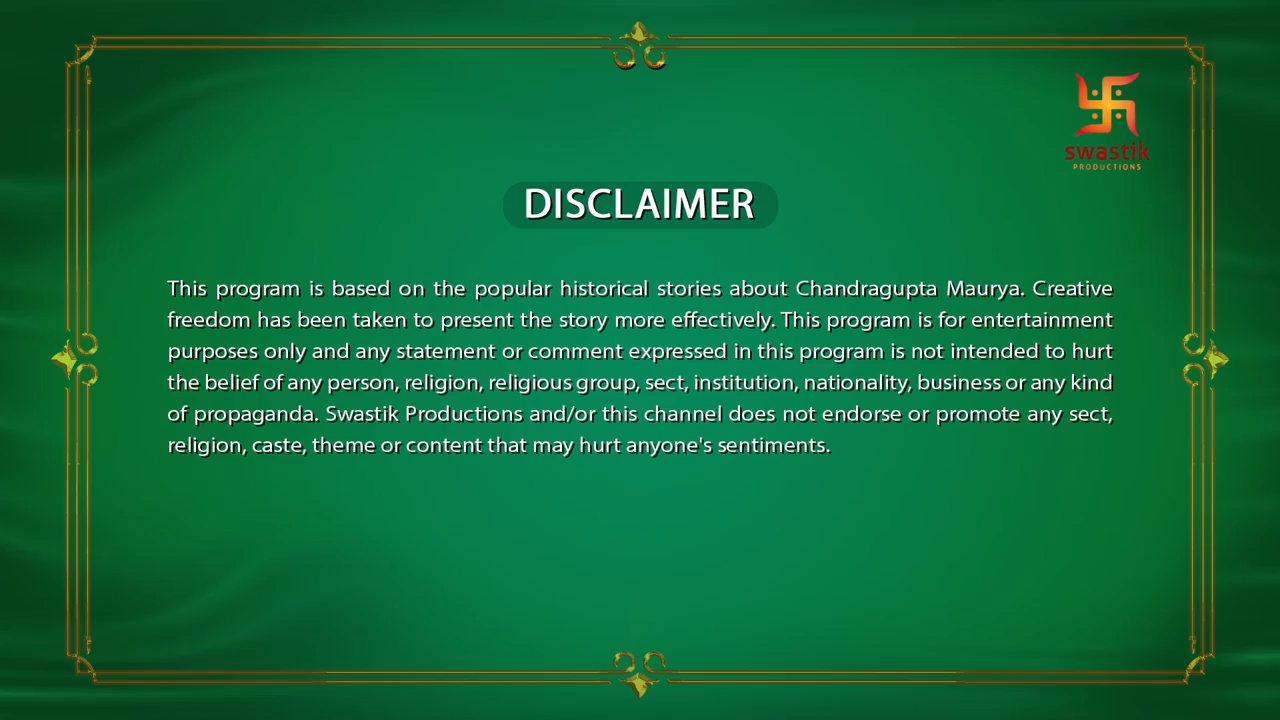 swastik
PRODUCTIONS
DISCLAIMER
This program is based on the popular historical stories about Chandragupta Maurya. Creative
freedom has been taken to present the story more effectively. This program is for entertainment
purposes only and any statement or comment expressed in this program is not intended to hurt
the belief of any person, religion, religious group, sect, institution, nationality, business or any kind
of propaganda. Swastik Productions and/or this channel does not endorse or promote any sect,
religion, caste, theme or content that may hurt anyone's sentiments.